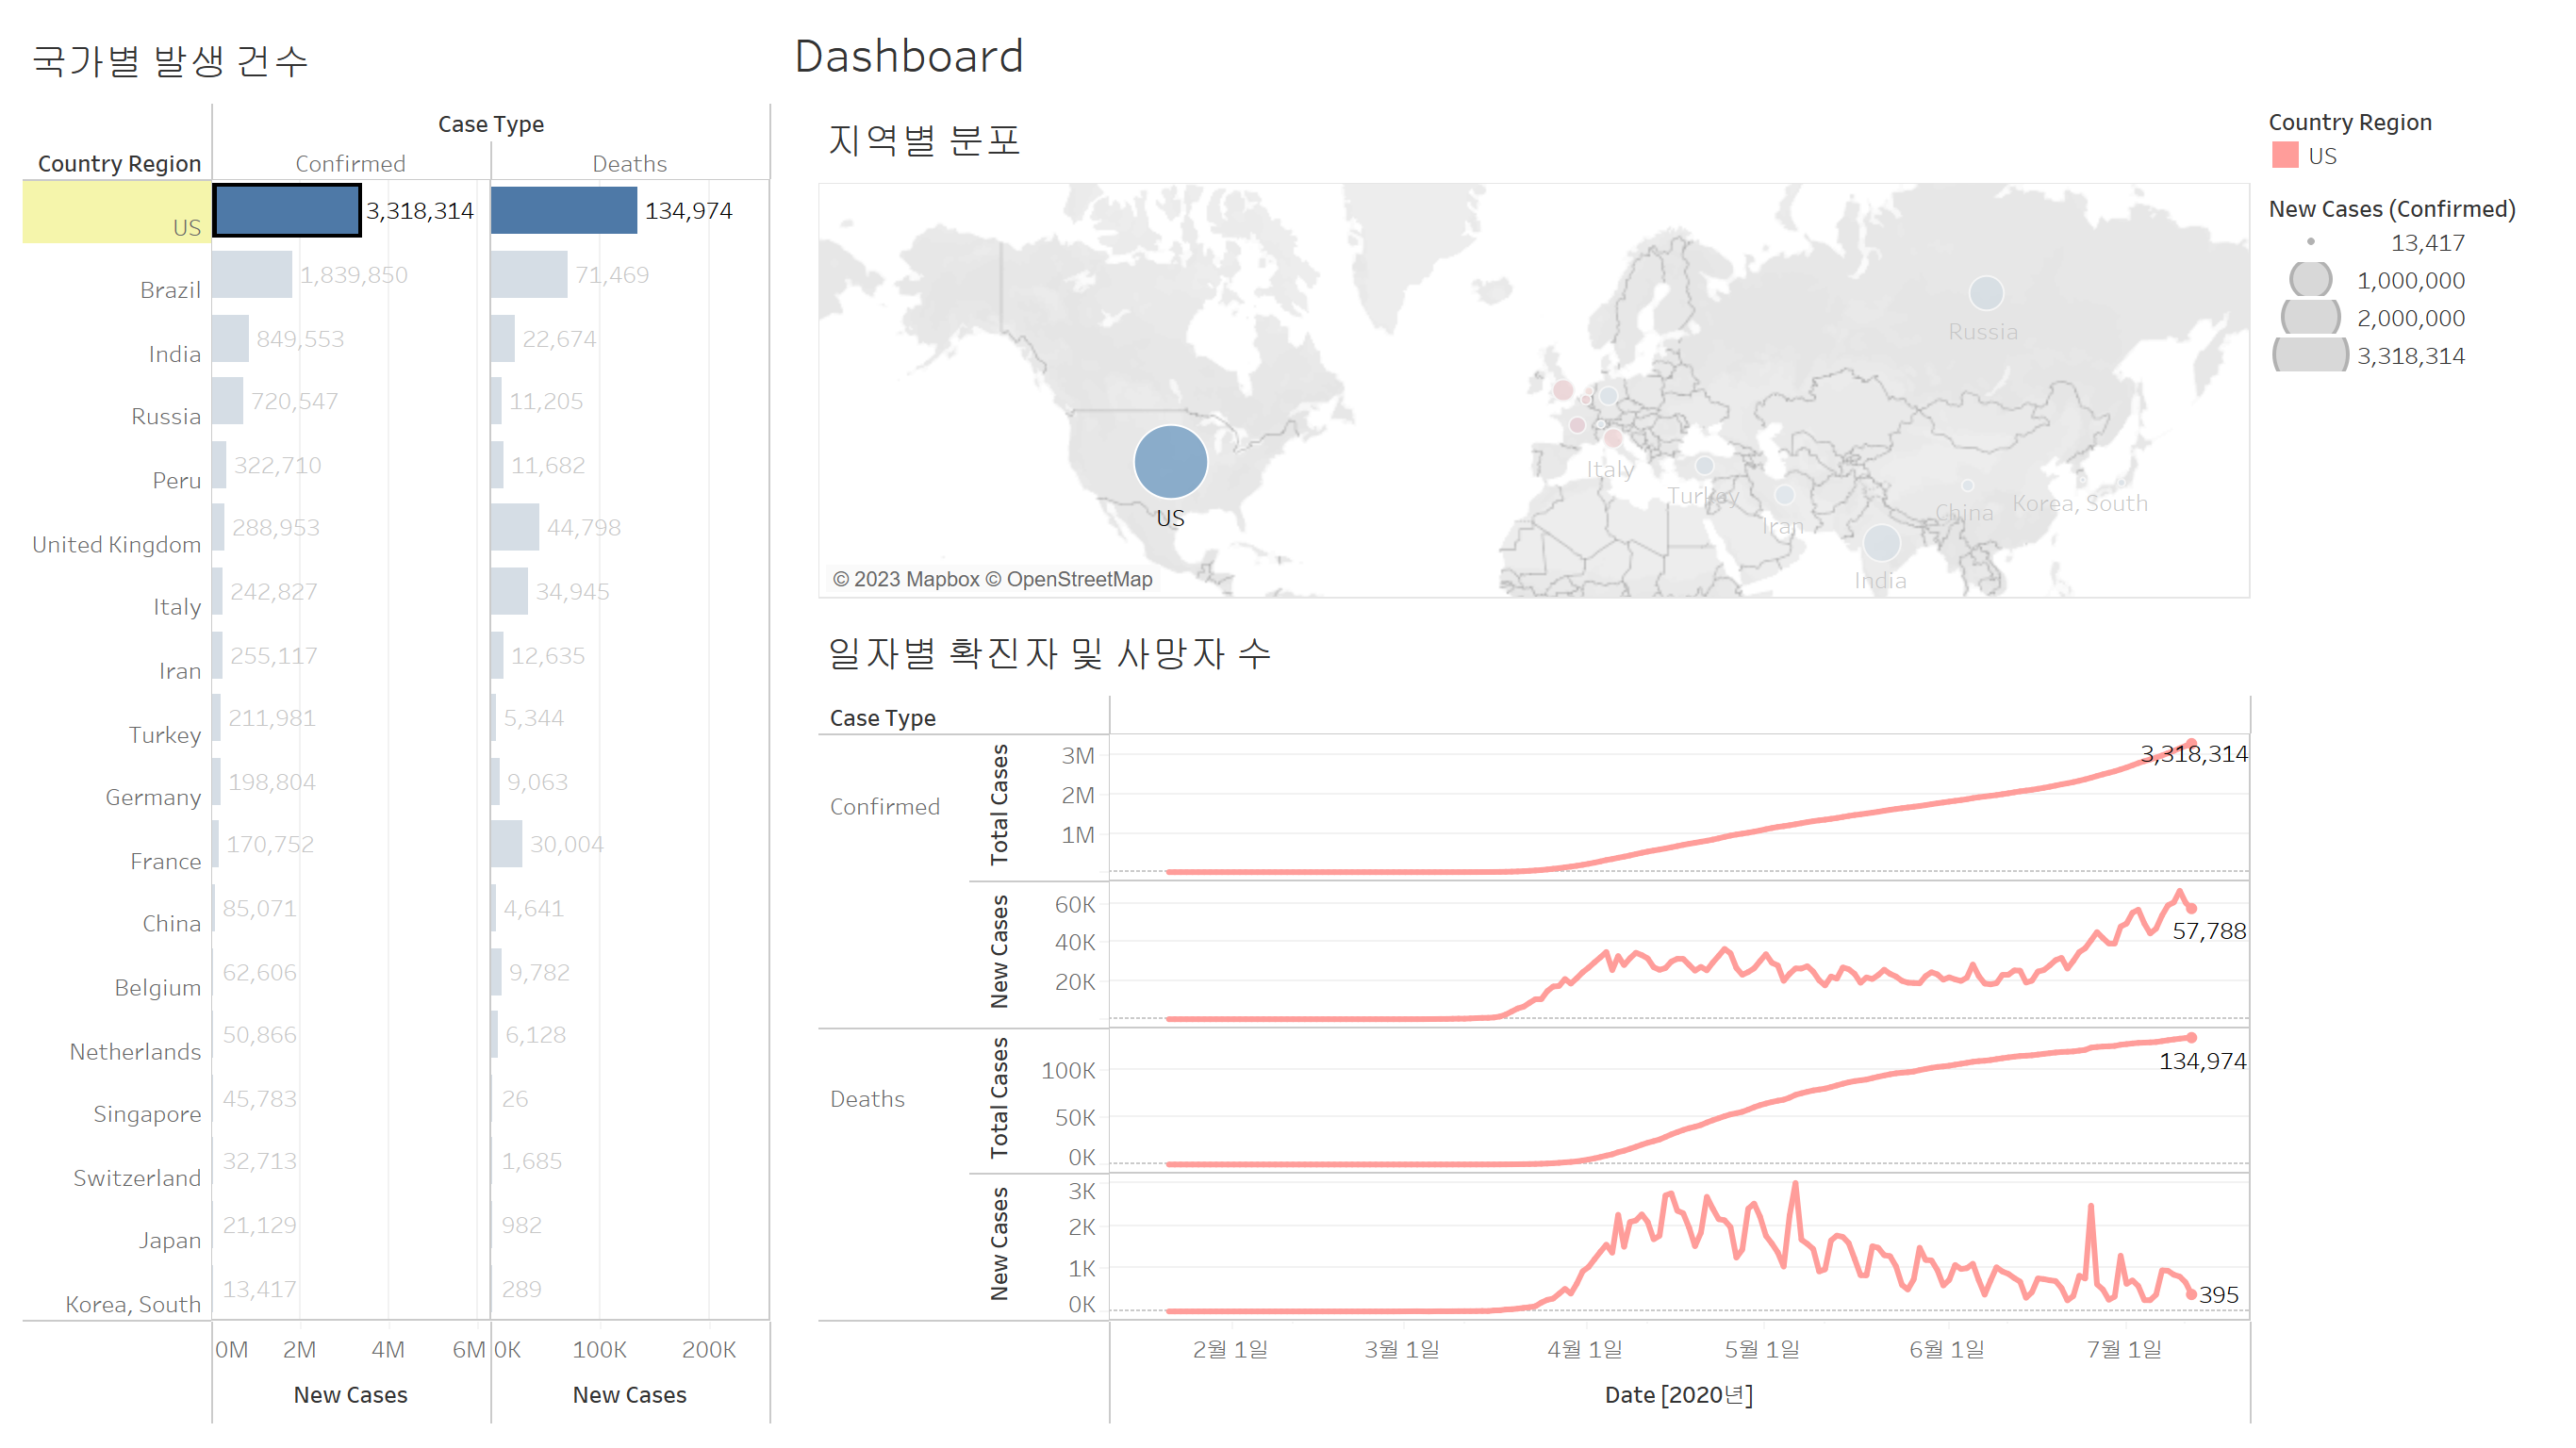 국가별 발생 건수
Case Type
Country Region Confirmed Deaths
US 3,318,314 134,974
Brazil 1,839,850 71,469
India 849,553 22,674
Russia 720,547 11,205
Peru 322,710 11,682
United Kingdom 288,953 44,798
Italy 242,827 34,945
Iran 255,117 12,635
Turkey 211,981 5,344
Germany 198,804 9,063
France 170,752 30,004
China 85,071 4,641
Belgium 62,606 9,782
Netherlands 50,866 6,128
Singapore 45,783 26
Switzerland 32,713 1,685
Japan 21,129 982
Korea, South 13,417 289
0M 2M 4M 6M 0K 100K 200K
New Cases New Cases
Dashboard
지역별 분포
Russia
Italy
Turkey
Iran
China
Korea, South
India
US
© 2023 Mapbox © OpenStreetMap
Country Region
US
New Cases (Confirmed)
13,417
1,000,000
2,000,000
3,318,314
일자별 확진자 및 사망자 수
Case Type
Confirmed
Total Cases
3M
2M
1M
3,318,314
New Cases
60K
40K
20K
57,788
Deaths
Total Cases
100K
50K
0K
134,974
New Cases
3K
2K
1K
0K
395
2월 1일 3월 1일 4월 1일 5월 1일 6월 1일 7월 1일
Date [2020년]